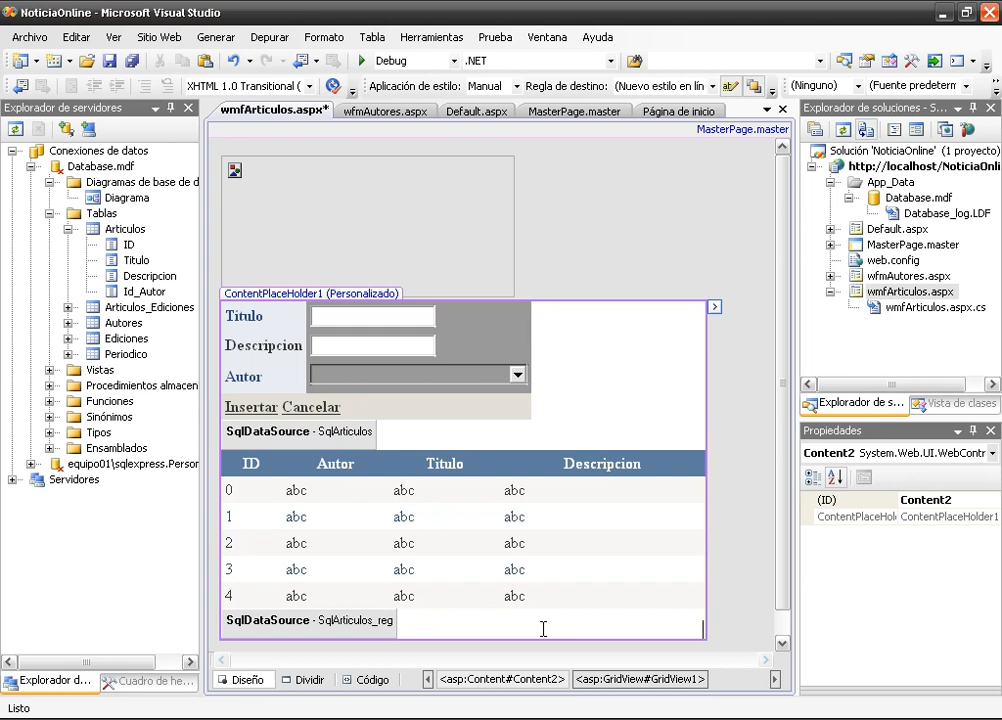 NoticiaOnline - Microsoft Visual Studio
Archivo Editar Ver Sitio Web Generar Depurar Formato Tabla Herramientas Prueba Ventana Ayuda
Debug .NET
XHTML 1.0 Transitional ( Aplicación de estilo: Manual Regla de destino: (Nuevo estilo en lín (Ninguno) (Fuente predeterm
Explorador de servidores
Conexiones de datos
Database.mdf
Diagramas de base de d
Diagrama
Tablas
Articulos
ID
Titulo
Descripcion
Id_Autor
Articulos_Ediciones
Autores
Ediciones
Periodico
Vistas
Procedimientos almacen
Funciones
Sinónimos
Tipos
Ensamblados
equipo01\sqlexpress.Person
Servidores
Explorador d... Cuadro de he...
wmfArticulos.aspx* wfmAutores.aspx Default.aspx MasterPage.master Página de inicio
MasterPage.master
ContentPlaceHolder1 (Personalizado)
Titulo
Descripcion
Autor
Insertar Cancelar
SqlDataSource - SqlArticulos
ID Autor Titulo Descripcion
0 abc abc abc
1 abc abc abc
2 abc abc abc
3 abc abc abc
4 abc abc abc
SqlDataSource - SqlArticulos_reg
Diseño Dividir Código <asp:Content#Content2> <asp:GridView#GridView1>
Explorador de soluciones - S...
Solución 'NoticiaOnline' (1 proyecto)
http://localhost/NoticiaOnli
App_Data
Database.mdf
Database_log.LDF
Default.aspx
MasterPage.master
web.config
wfmAutores.aspx
wmfArticulos.aspx
wmfArticulos.aspx.cs
Explorador de s... Vista de clases
Propiedades
Content2 System.Web.UI.WebContr
(ID) Content2
ContentPlaceHol ContentPlaceHolder1
Listo